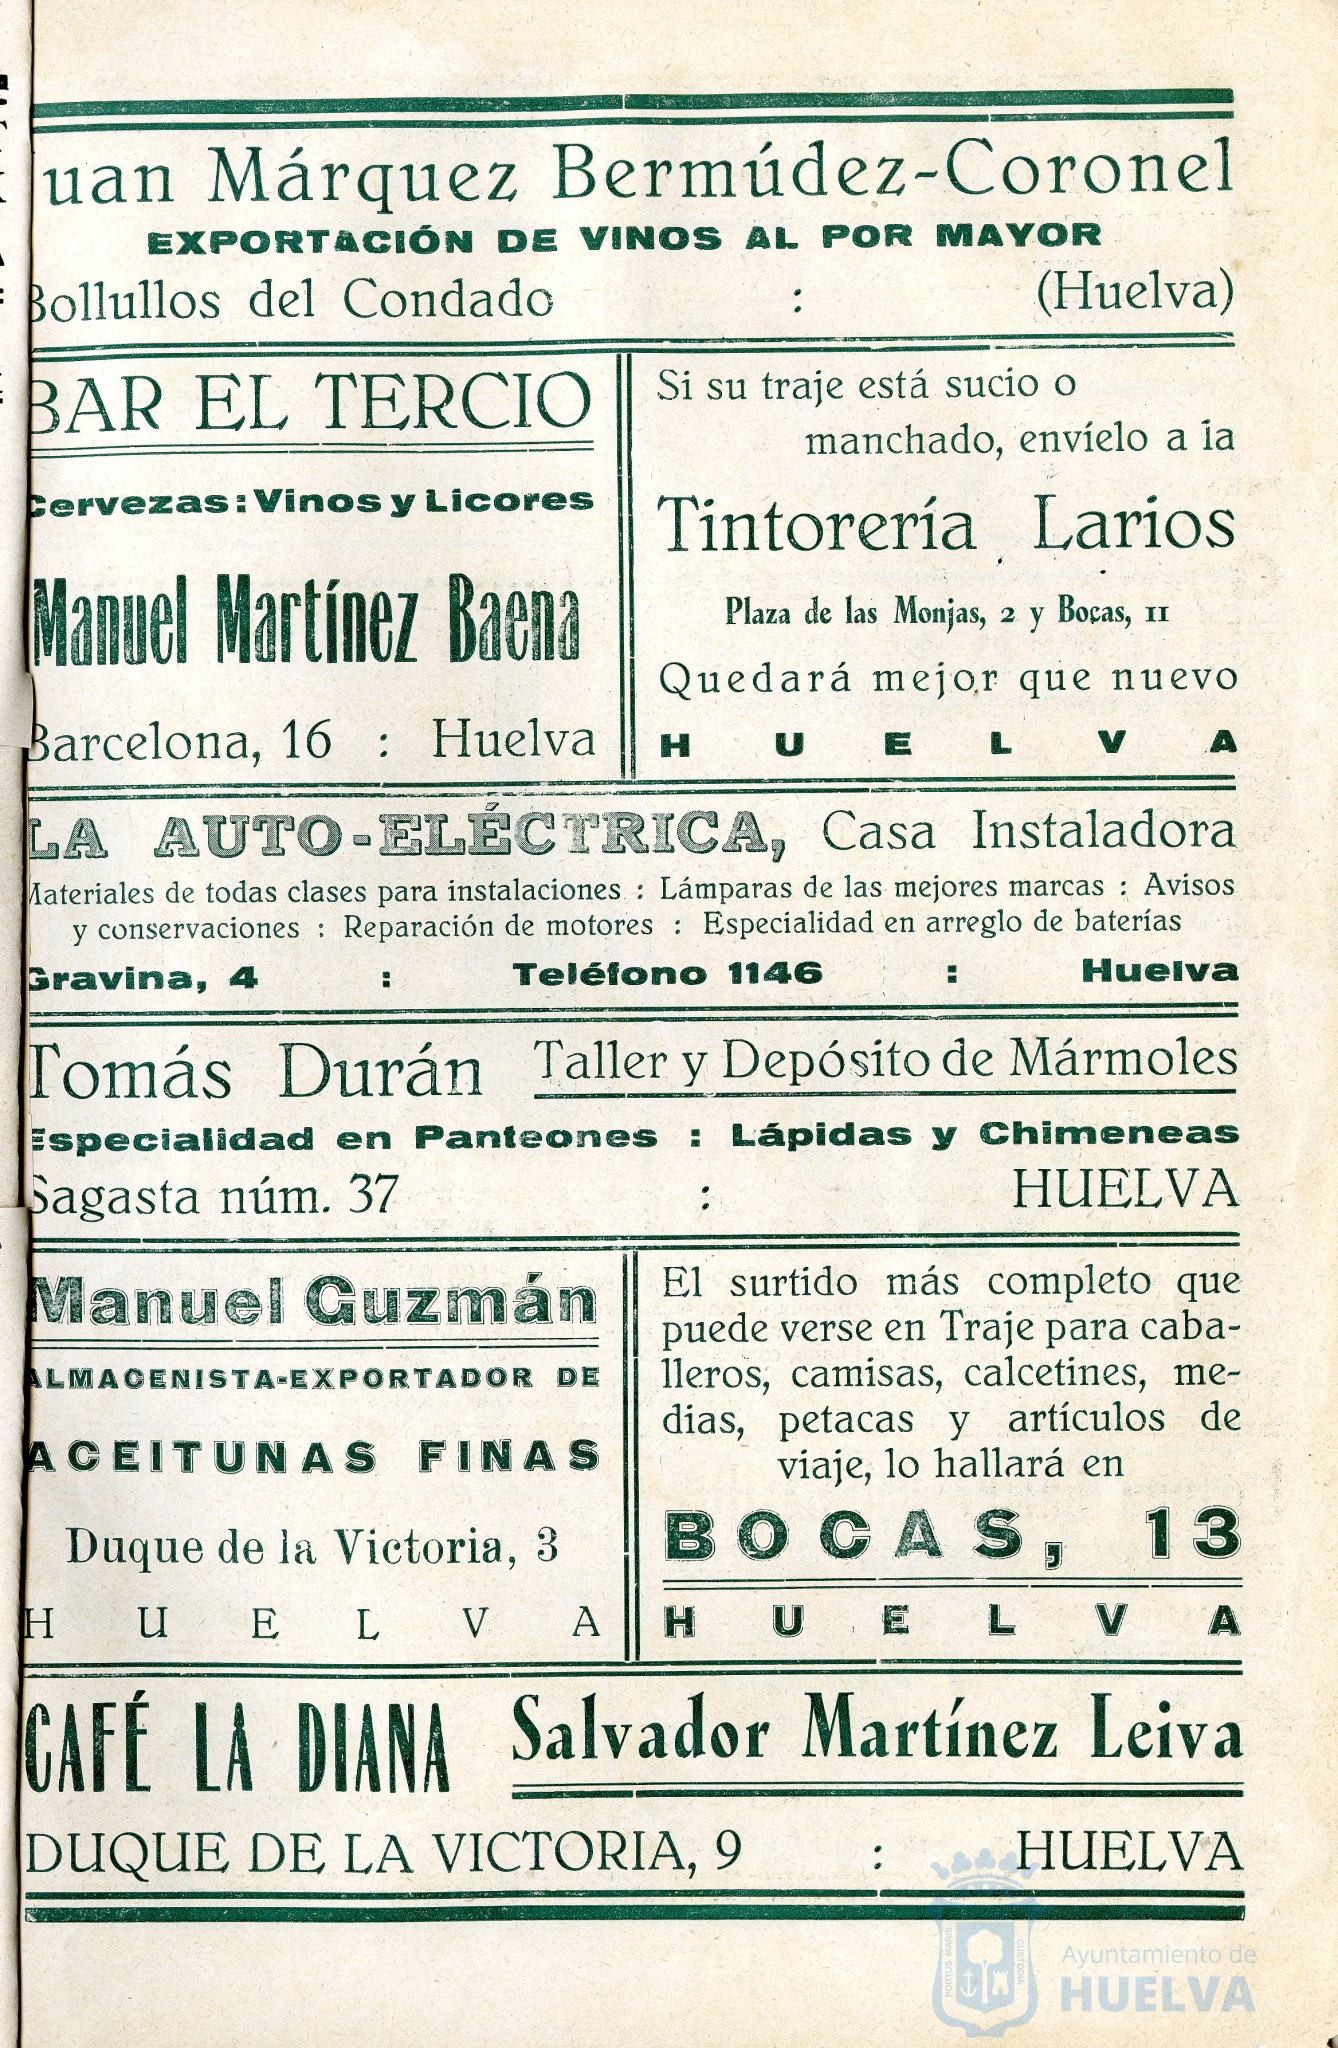 Juan Márquez Bermúdez-Coronel
EXPORTACIÓN DE VINOS AL POR MAYOR
Bollullos del Condado : (Huelva)
BAR EL TERCIO
Cervezas: Vinos y Licores
Manuel Martínez Baena
Barcelona, 16 : Huelva
Si su traje está sucio o
manchado, envíelo a la
Tintorería Larios
Plaza de las Monjas, 2 y Bocas, 11
Quedará mejor que nuevo
HUELVA
LA AUTO-ELÉCTRICA, Casa Instaladora
Materiales de todas clases para instalaciones : Lámparas de las mejores marcas : Avisos
y conservaciones : Reparación de motores : Especialidad en arreglo de baterías
Gravina, 4 : Teléfono 1146 : Huelva
Tomás Durán Taller y Depósito de Mármoles
Especialidad en Panteones : Lápidas y Chimeneas
Sagasta núm. 37 : HUELVA
Manuel Guzmán
ALMACENISTA-EXPORTADOR DE
ACEITUNAS FINAS
Duque de la Victoria, 3
HUELVA
El surtido más completo que
puede verse en Traje para caba-
lleros, camisas, calcetines, me-
dias, petacas y artículos de
viaje, lo hallará en
BOCAS, 13
HUELVA
CAFÉ LA DIANA Salvador Martínez Leiva
DUQUE DE LA VICTORIA, 9 : HUELVA
PORTUS MARIS
CUSTODIA
Ayuntamiento de
HUELVA